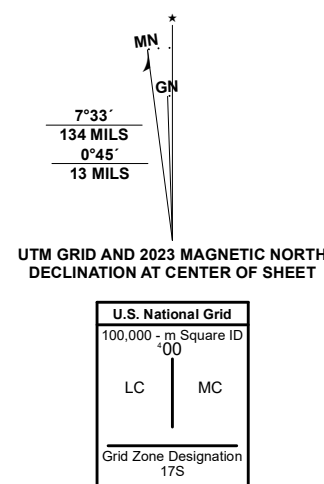 ★
MN
GN
7°33´
134 MILS
0°45´
13 MILS
UTM GRID AND 2023 MAGNETIC NORTH
DECLINATION AT CENTER OF SHEET
U.S. National Grid
100,000 - m Square ID
⁴00
LC MC
Grid Zone Designation
17S